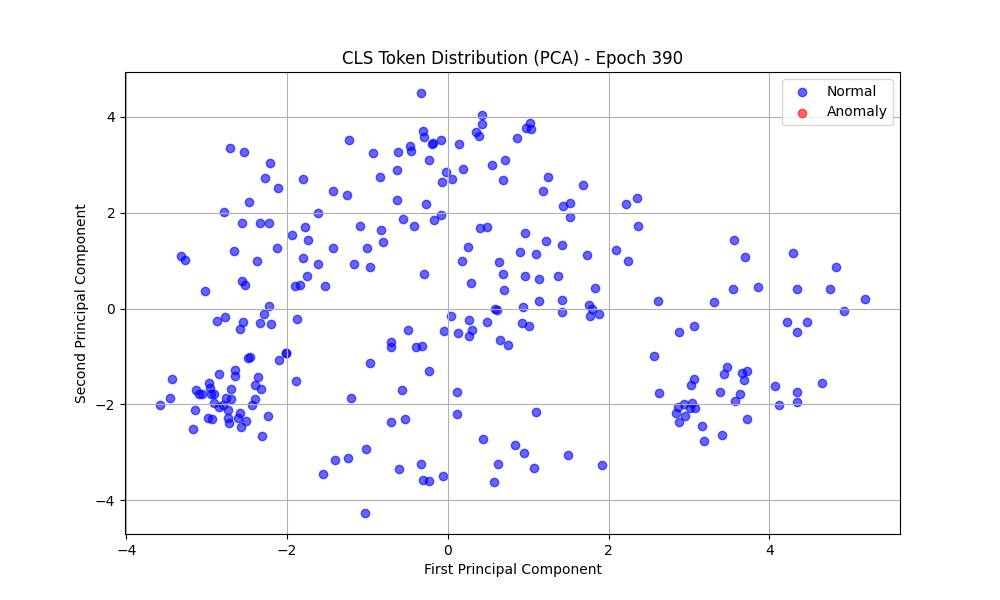 CLS Token Distribution (PCA) - Epoch 390
Normal
Anomaly
Second Principal Component
4
2
0
−2
−4
−4
−2
0
2
4
First Principal Component